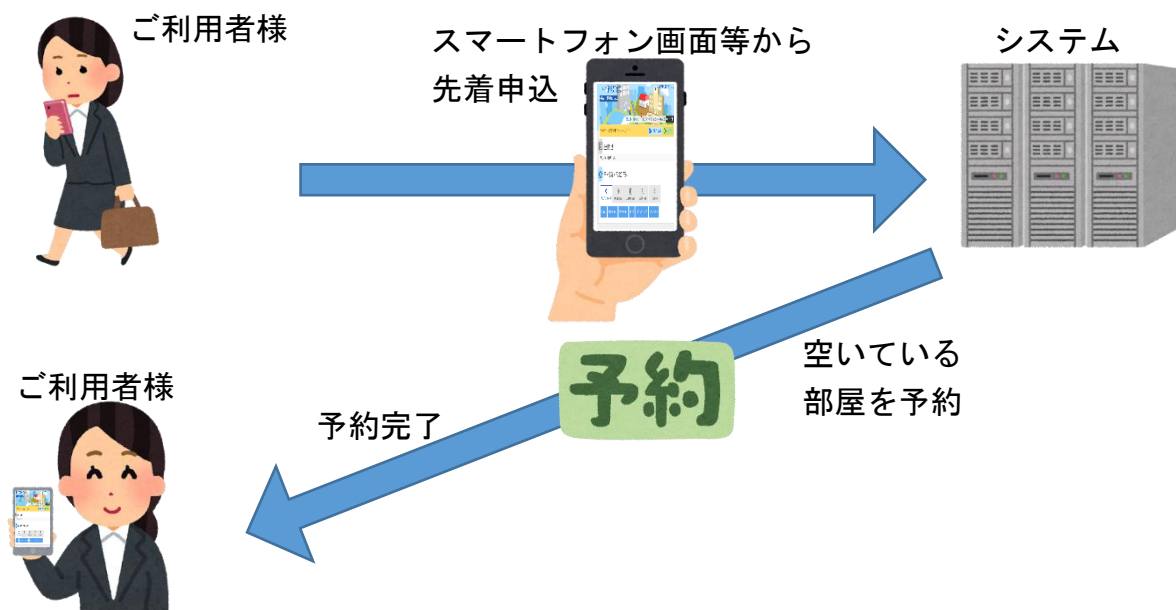 ご利用者様
スマートフォン画面等から
先着申込
システム
空いている
部屋を予約
予約
予約完了
ご利用者様